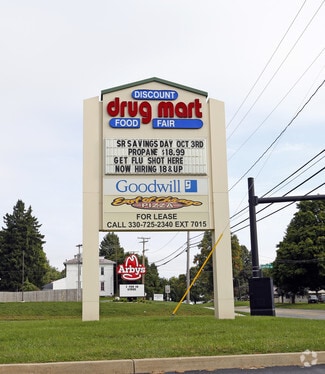 DISCOUNT
drug mart
FOOD FAIR
SR SAVINGS DAY OCT 3RD
PROPANE $18.99
GET FLU SHOT HERE
NOW HIRING 18 & UP
Goodwill
PIZZA
FOR LEASE
CALL 330-725-2340 EXT 7015
Arby's